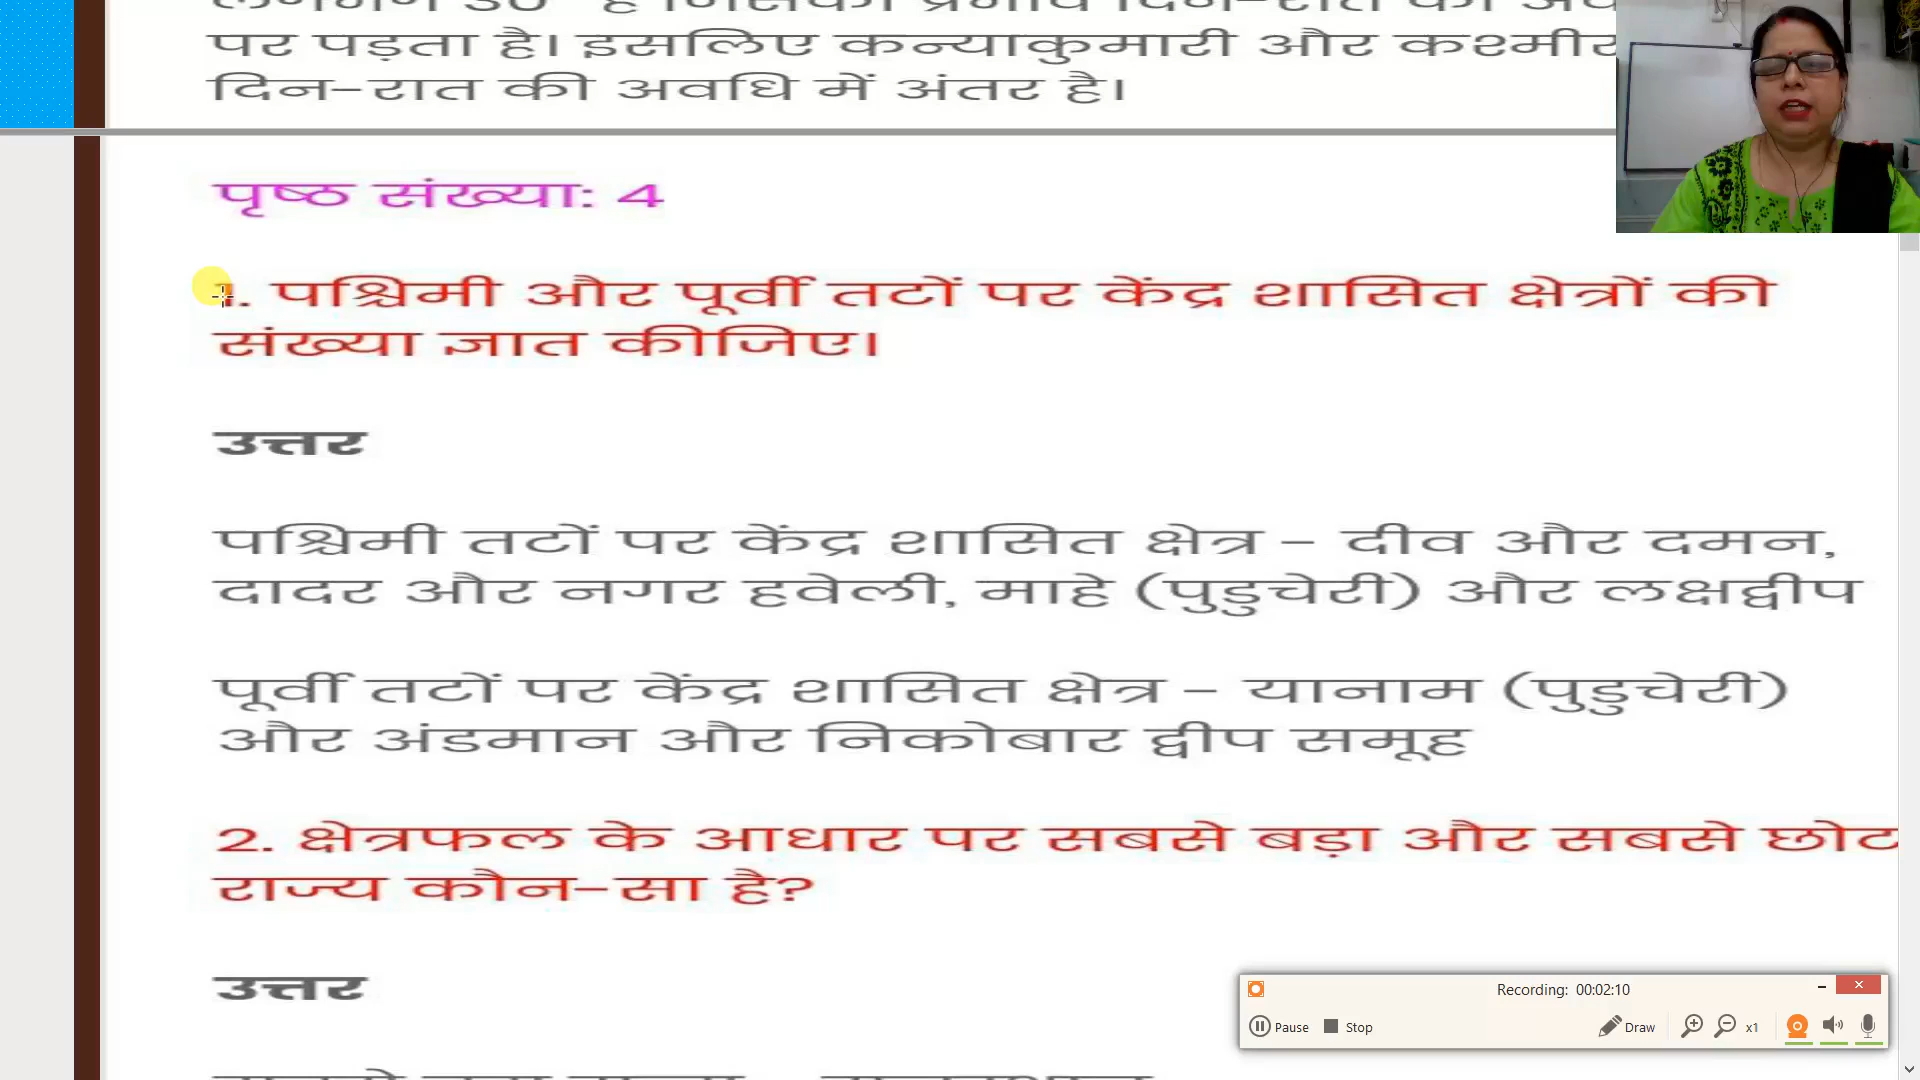 पर पड़ता है। इसलिए कन्याकुमारी और कश्मीर
दिन-रात की अवधि में अंतर है।
पृष्ठ संख्या: 4
1. पश्चिमी और पूर्वी तटों पर केंद्र शासित क्षेत्रों की
संख्या ज्ञात कीजिए।
उत्तर
पश्चिमी तटों पर केंद्र शासित क्षेत्र – दीव और दमन,
दादर और नगर हवेली, माहे (पुडुचेरी) और लक्षद्वीप
पूर्वी तटों पर केंद्र शासित क्षेत्र – यानाम (पुडुचेरी)
और अंडमान और निकोबार द्वीप समूह
2. क्षेत्रफल के आधार पर सबसे बड़ा और सबसे छोट
राज्य कौन-सा है?
उत्तर
Recording: 00:02:10
Pause Stop Draw x1